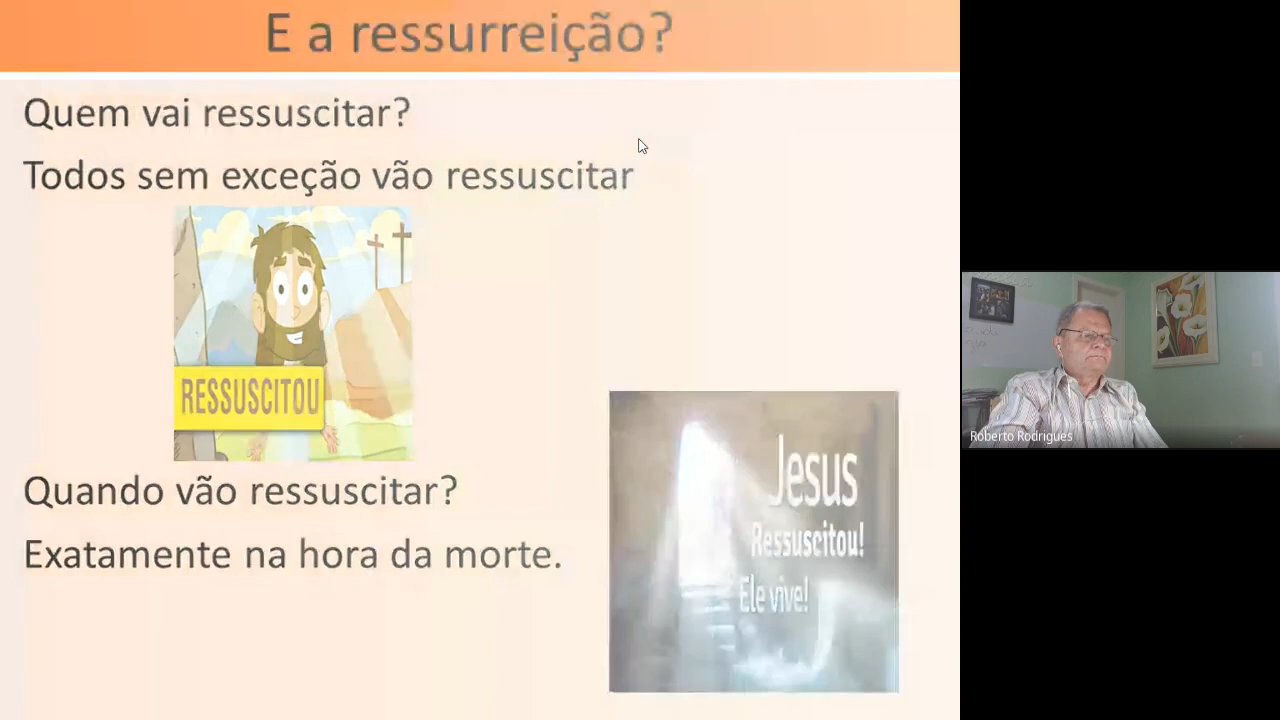 E a ressurreição?
Quem vai ressuscitar?
Todos sem exceção vão ressuscitar
RESSUSCITOU
Quando vão ressuscitar?
Exatamente na hora da morte.
Jesus
Ressuscitou!
Ele vive!
Roberto Rodrigues